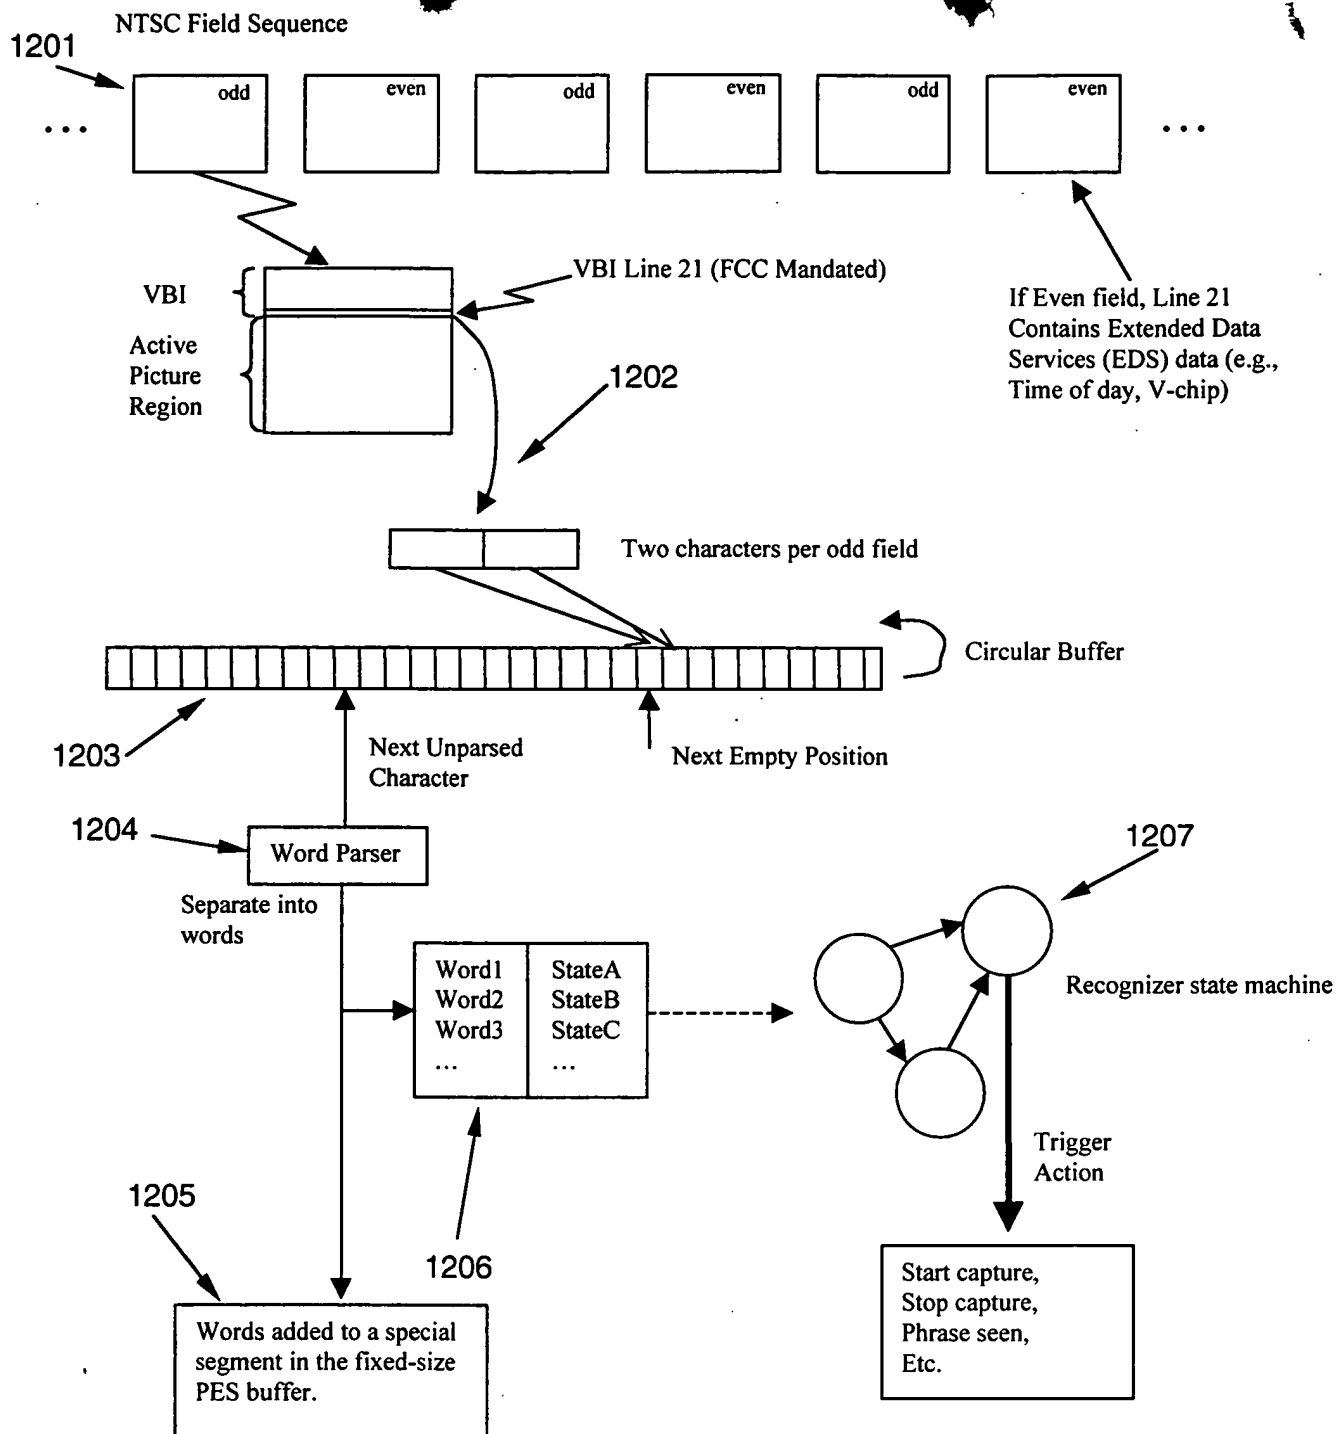 NTSC Field Sequence
1201
odd
even
odd
even
odd
even
...
...
VBI Line 21 (FCC Mandated)
VBI
Active
Picture
Region
If Even field, Line 21
Contains Extended Data
Services (EDS) data (e.g.,
Time of day, V-chip)
1202
Two characters per odd field
Circular Buffer
1203
Next Unparsed
Character
Next Empty Position
1204
Word Parser
Separate into
words
1207
Word1 StateA
Word2 StateB
Word3 StateC
... ...
Recognizer state machine
Trigger
Action
1205
1206
Words added to a special
segment in the fixed-size
PES buffer.
Start capture,
Stop capture,
Phrase seen,
Etc.